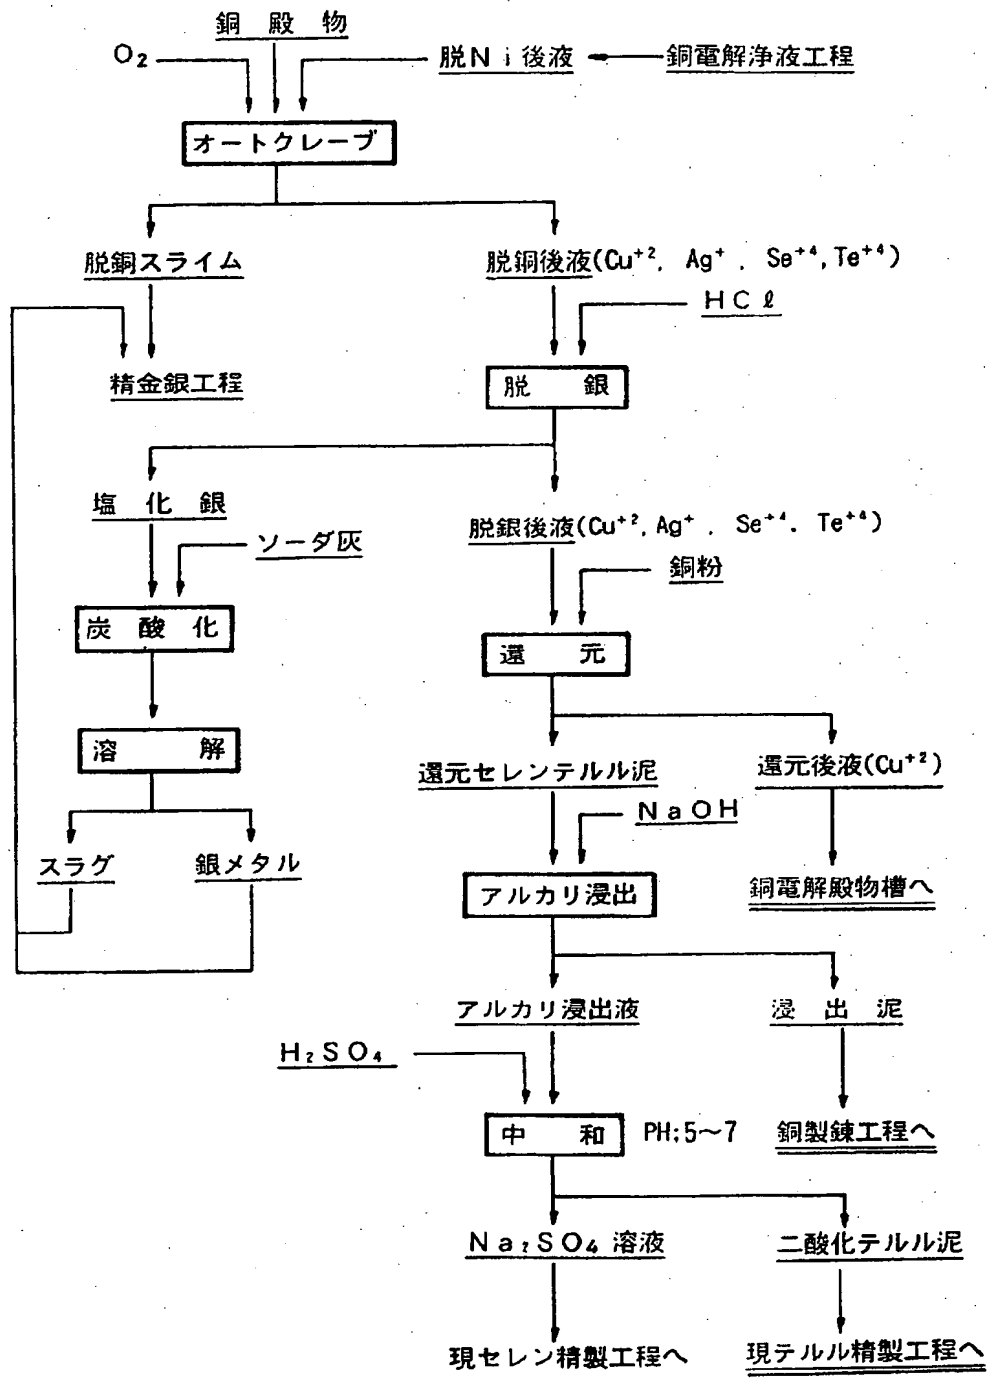 銅殿物
O₂
脱Ni後液
銅電解浄液工程
オートクレーブ
脱銅スライム
脱銅後液(Cu⁺², Ag⁺, Se⁺⁴, Te⁺⁴)
HCℓ
精金銀工程
脱銀
塩化銀
脱銀後液(Cu⁺², Ag⁺, Se⁺⁴. Te⁺⁴)
ソーダ灰
銅粉
炭酸化
還元
溶解
還元セレンテルル泥
還元後液(Cu⁺²)
NaOH
スラグ
銀メタル
アルカリ浸出
銅電解殿物槽へ
アルカリ浸出液
浸出泥
H₂SO₄
中和
PH;5～7
銅製錬工程へ
Na₂SO₄溶液
二酸化テルル泥
現セレン精製工程へ
現テルル精製工程へ